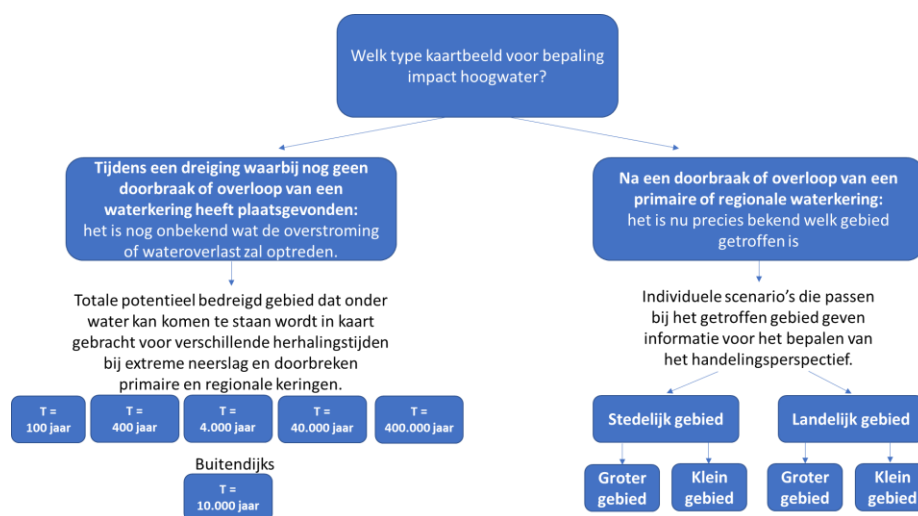 Welk type kaartbeeld voor bepaling
impact hoogwater?
Tijdens een dreiging waarbij nog geen
doorbraak of overloop van een
waterkering heeft plaatsgevonden:
het is nog onbekend wat de overstroming
of wateroverlast zal optreden.
Totale potentieel bedreigd gebied dat onder
water kan komen te staan wordt in kaart
gebracht voor verschillende herhalingstijden
bij extreme neerslag en doorbreken
primaire en regionale keringen.
T =
100 jaar
T =
400 jaar
T =
4.000 jaar
T =
40.000 jaar
T =
400.000 jaar
Buitendijks
T =
10.000 jaar
Na een doorbraak of overloop van een
primaire of regionale waterkering:
het is nu precies bekend welk gebied
getroffen is
Individuele scenario’s die passen
bij het getroffen gebied geven
informatie voor het bepalen van
het handelingsperspectief.
Stedelijk gebied
Landelijk gebied
Groter
gebied
Klein
gebied
Groter
gebied
Klein
gebied